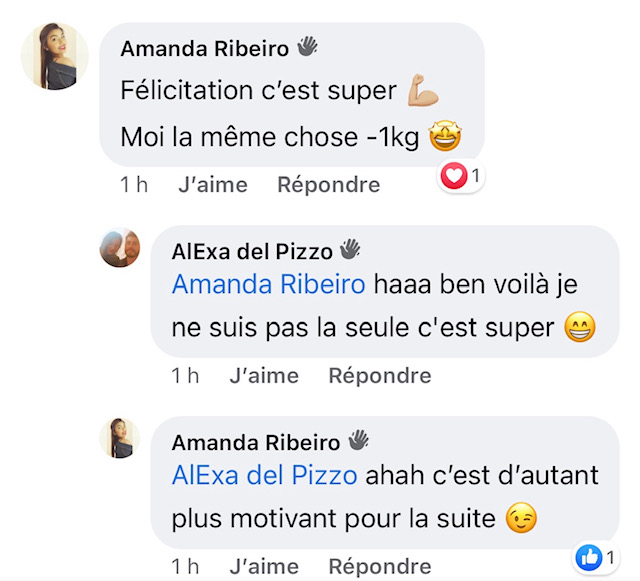 Amanda Ribeiro 👋
Félicitation c’est super 💪🏼
Moi la même chose -1kg 🤩
1 h J’aime Répondre 1
AlExa del Pizzo 👋
Amanda Ribeiro haaa ben voilà je
ne suis pas la seule c'est super 😁
1 h J’aime Répondre
Amanda Ribeiro 👋
AlExa del Pizzo ahah c’est d’autant
plus motivant pour la suite 😉
1 h J’aime Répondre 1